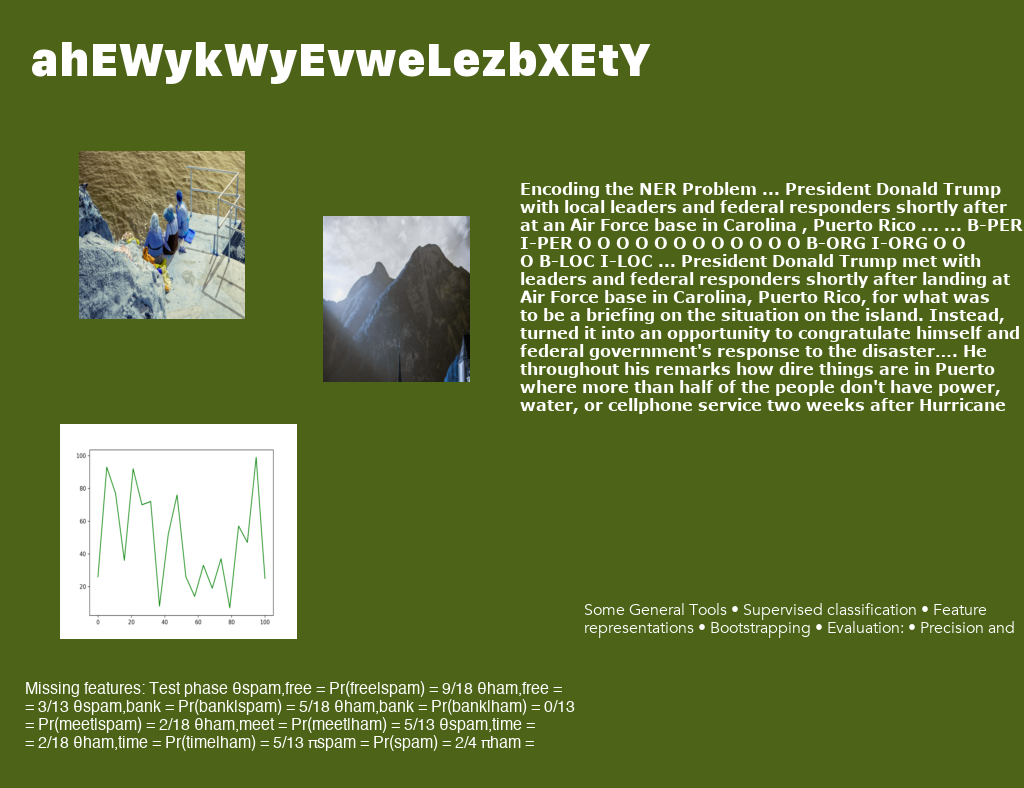 ahEWykWyEvweLezbXEtY
Encoding the NER Problem ... President Donald Trump
with local leaders and federal responders shortly after
at an Air Force base in Carolina , Puerto Rico ... ... B-PER
I-PER O O O O O O O O O O O O B-ORG I-ORG O O
O B-LOC I-LOC ... President Donald Trump met with
leaders and federal responders shortly after landing at
Air Force base in Carolina, Puerto Rico, for what was
to be a briefing on the situation on the island. Instead,
turned it into an opportunity to congratulate himself and
federal government's response to the disaster.... He
throughout his remarks how dire things are in Puerto
where more than half of the people don't have power,
water, or cellphone service two weeks after Hurricane
100
80
60
40
20
0 20 40 60 80 100
Some General Tools • Supervised classification • Feature
representations • Bootstrapping • Evaluation: • Precision and
Missing features: Test phase θspam,free = Pr(free|spam) = 9/18 θham,free =
= 3/13 θspam,bank = Pr(bank|spam) = 5/18 θham,bank = Pr(bank|ham) = 0/13
= Pr(meet|spam) = 2/18 θham,meet = Pr(meet|ham) = 5/13 θspam,time =
= 2/18 θham,time = Pr(time|ham) = 5/13 πspam = Pr(spam) = 2/4 πham =